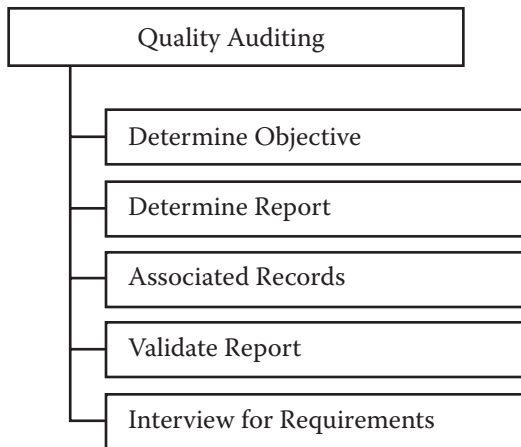 Quality Auditing
Determine Objective
Determine Report
Associated Records
Validate Report
Interview for Requirements